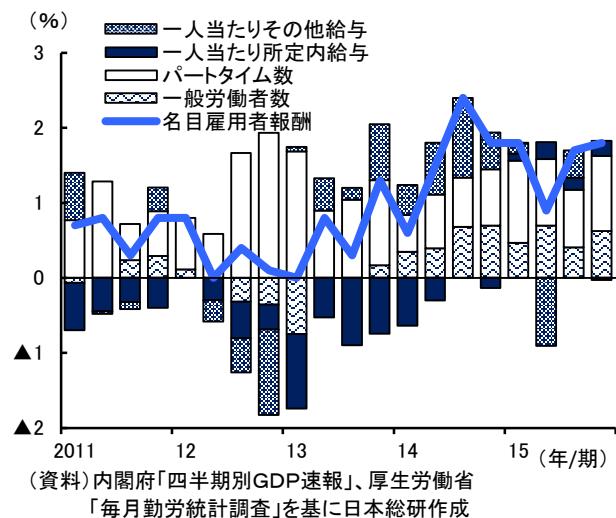 (%)
一人当たりその他給与
一人当たり所定内給与
パートタイム数
一般労働者数
名目雇用者報酬
3
2
1
0
▲1
▲2
2011 12 13 14 15 (年/期)
(資料)内閣府「四半期別GDP速報」、厚生労働省
「毎月勤労統計調査」を基に日本総研作成